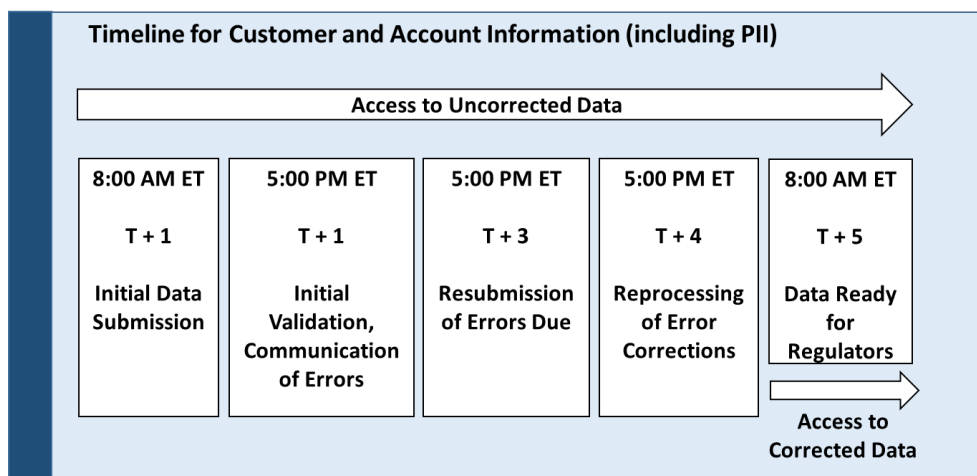 Timeline for Customer and Account Information (including PII)
Access to Uncorrected Data
8:00 AM ET
T + 1
Initial Data
Submission
5:00 PM ET
T + 1
Initial
Validation,
Communication
of Errors
5:00 PM ET
T + 3
Resubmission
of Errors Due
5:00 PM ET
T + 4
Reprocessing
of Error
Corrections
8:00 AM ET
T + 5
Data Ready
for
Regulators
Access to
Corrected Data